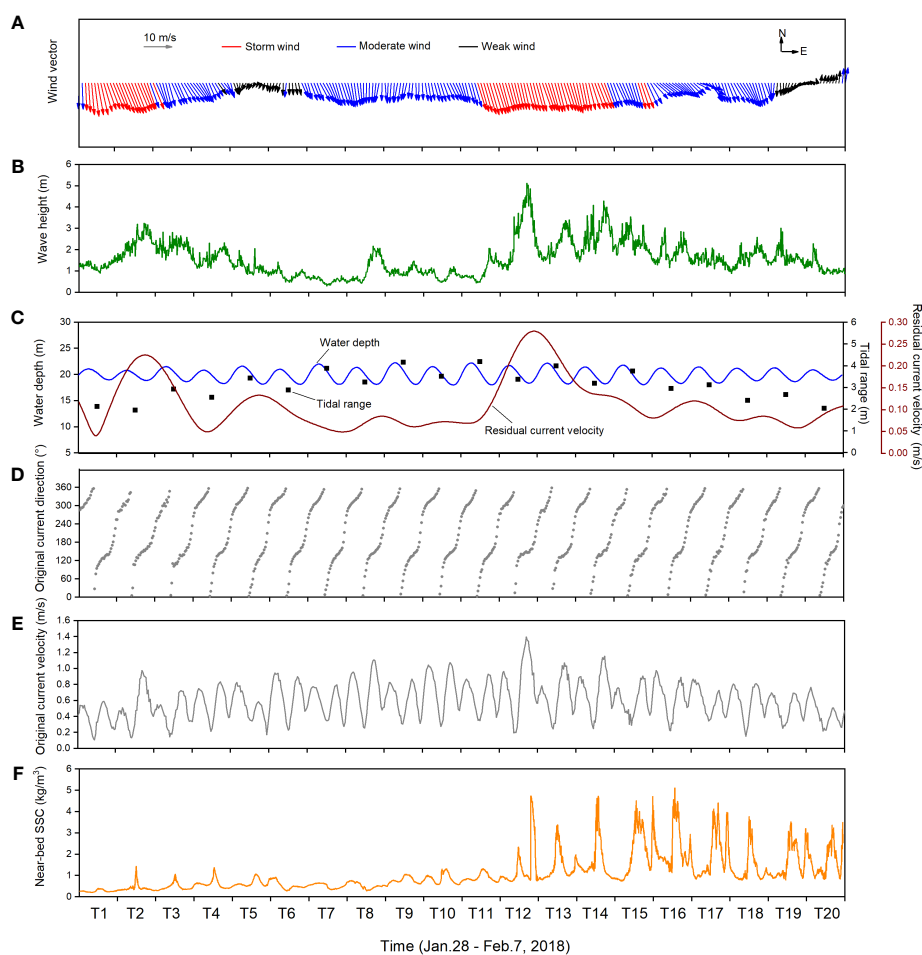 A
Wind vector
10 m/s
Storm wind
Moderate wind
Weak wind
N
E
B
Wave height (m)
6
5
4
3
2
1
0
C
Water depth (m)
30
25
20
15
10
5
Water depth
Tidal range
Residual current velocity
6
5
4
3
2
1
0
Tidal range (m)
0.30
0.25
0.20
0.15
0.10
0.05
0.00
Residual current velocity (m/s)
D
Original current direction (°)
360
300
240
180
120
60
0
E
Original current velocity (m/s)
1.6
1.4
1.2
1.0
0.8
0.6
0.4
0.2
0.0
F
Near-bed SSC (kg/m³)
6
5
4
3
2
1
0
T1 T2 T3 T4 T5 T6 T7 T8 T9 T10 T11 T12 T13 T14 T15 T16 T17 T18 T19 T20
Time (Jan.28 - Feb.7, 2018)